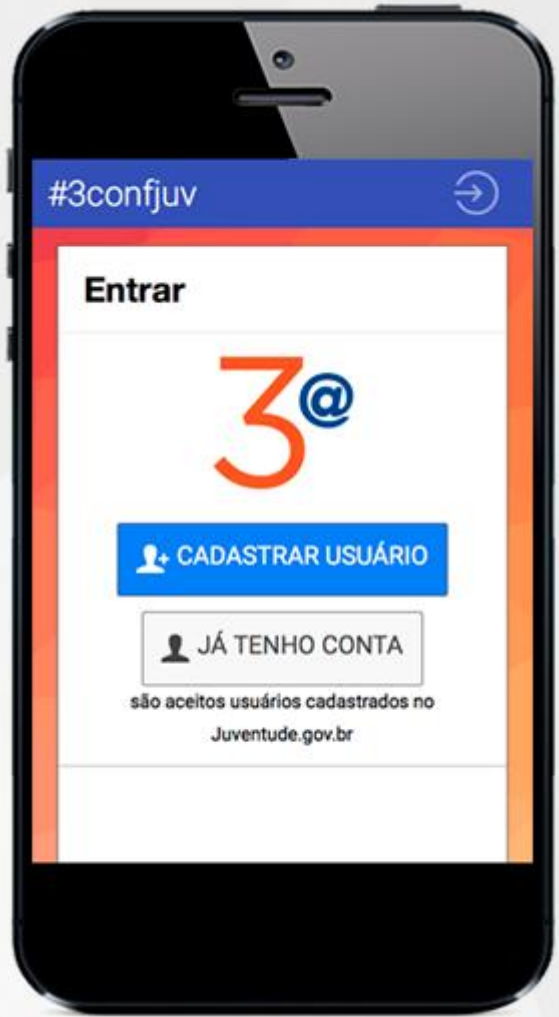 #3confjuv
Entrar
3@
CADASTRAR USUÁRIO
JÁ TENHO CONTA
são aceitos usuários cadastrados no
Juventude.gov.br